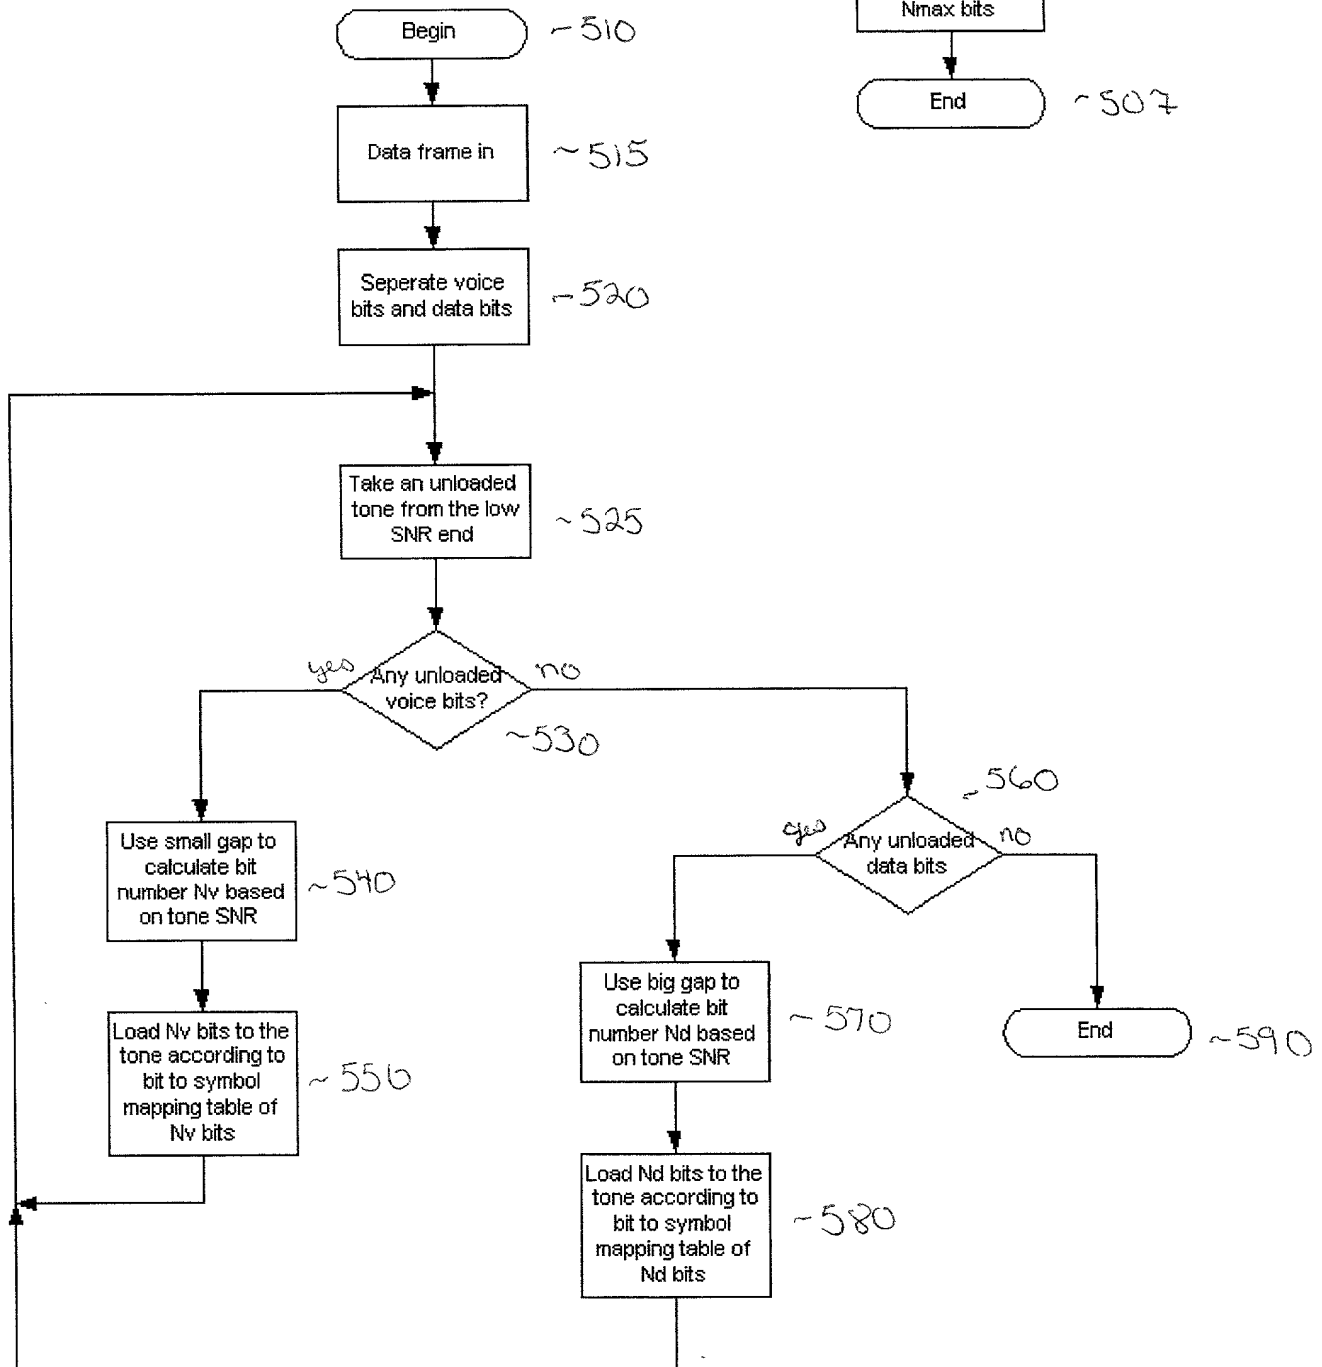 Nmax bits
End
~507
Begin
~510
Data frame in
~515
Seperate voice
bits and data bits
~520
Take an unloaded
tone from the low
SNR end
~525
yes
Any unloaded
voice bits?
no
~530
~560
yes
Any unloaded
data bits
no
Use small gap to
calculate bit
number Nv based
on tone SNR
~540
Load Nv bits to the
tone according to
bit to symbol
mapping table of
Nv bits
~550
Use big gap to
calculate bit
number Nd based
on tone SNR
~570
End
~590
Load Nd bits to the
tone according to
bit to symbol
mapping table of
Nd bits
~580